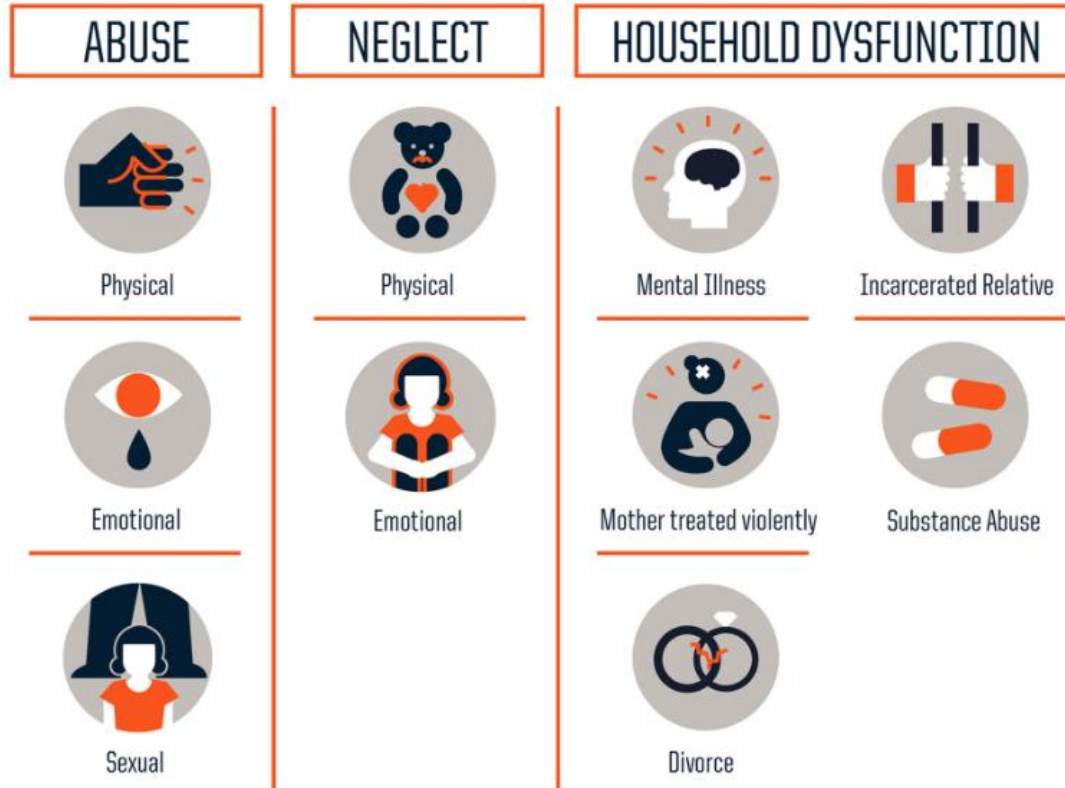 ABUSE
NEGLECT
HOUSEHOLD DYSFUNCTION
Physical
Physical
Mental Illness
Incarcerated Relative
Emotional
Emotional
Mother treated violently
Substance Abuse
Sexual
Divorce